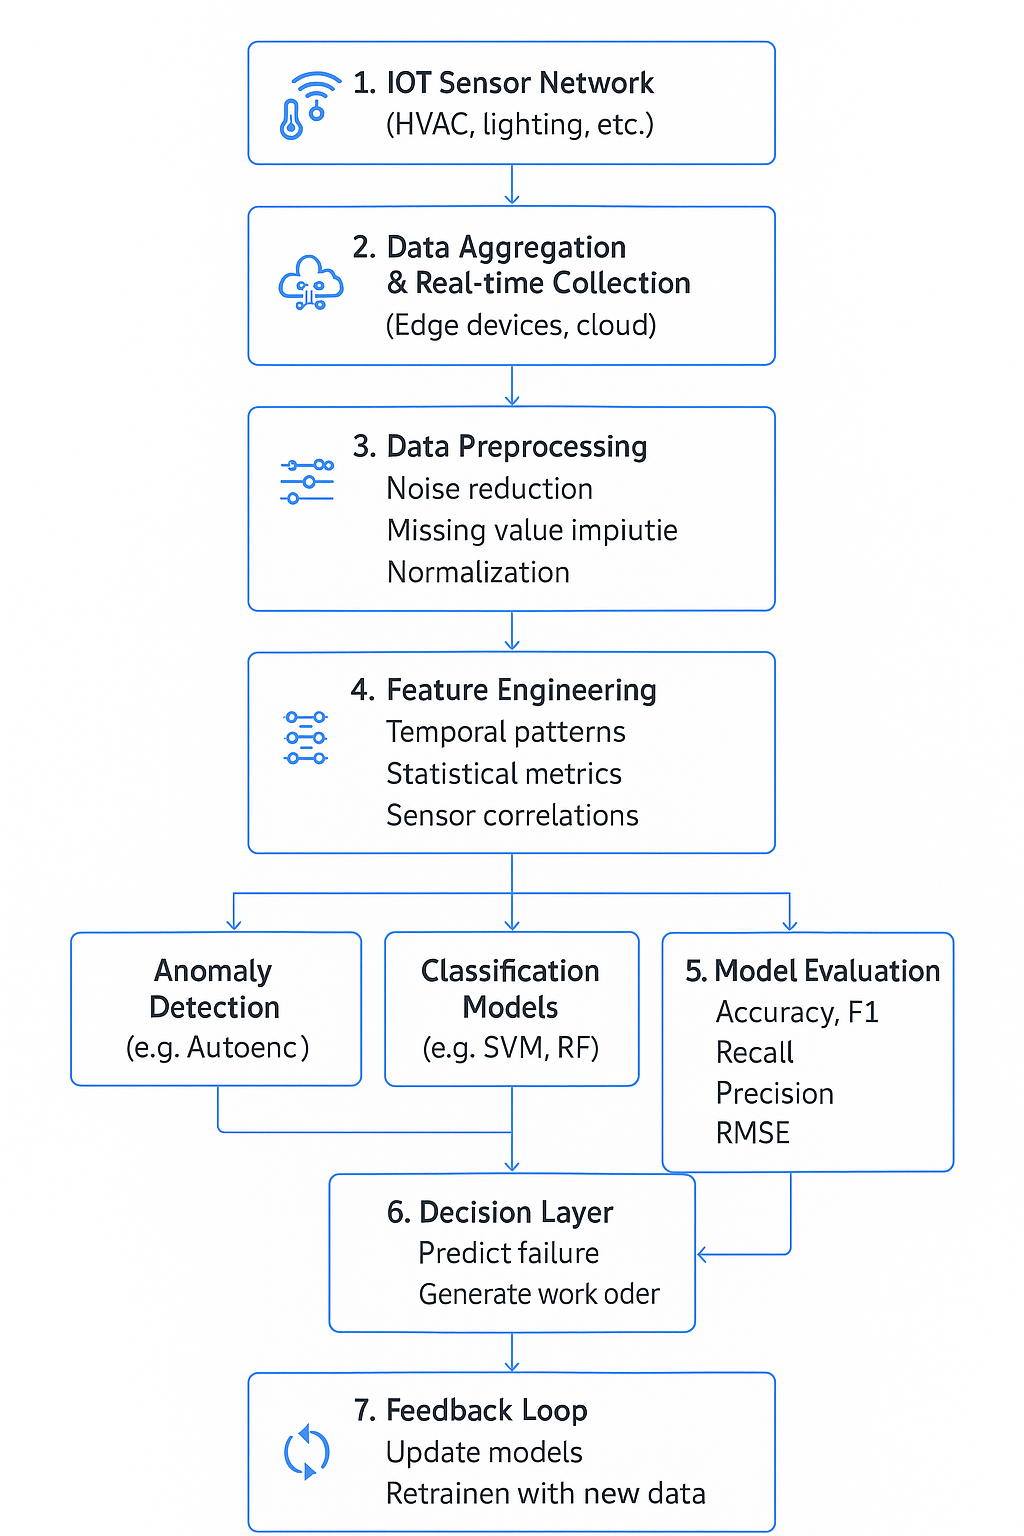 1. IOT Sensor Network
(HVAC, lighting, etc.)
2. Data Aggregation
& Real-time Collection
(Edge devices, cloud)
3. Data Preprocessing
Noise reduction
Missing value impiutie
Normalization
4. Feature Engineering
Temporal patterns
Statistical metrics
Sensor correlations
Anomaly
Detection
(e.g. Autoenc)
Classification
Models
(e.g. SVM, RF)
5. Model Evaluation
Accuracy, F1
Recall
Precision
RMSE
6. Decision Layer
Predict failure
Generate work oder
7. Feedback Loop
Update models
Retrainen with new data